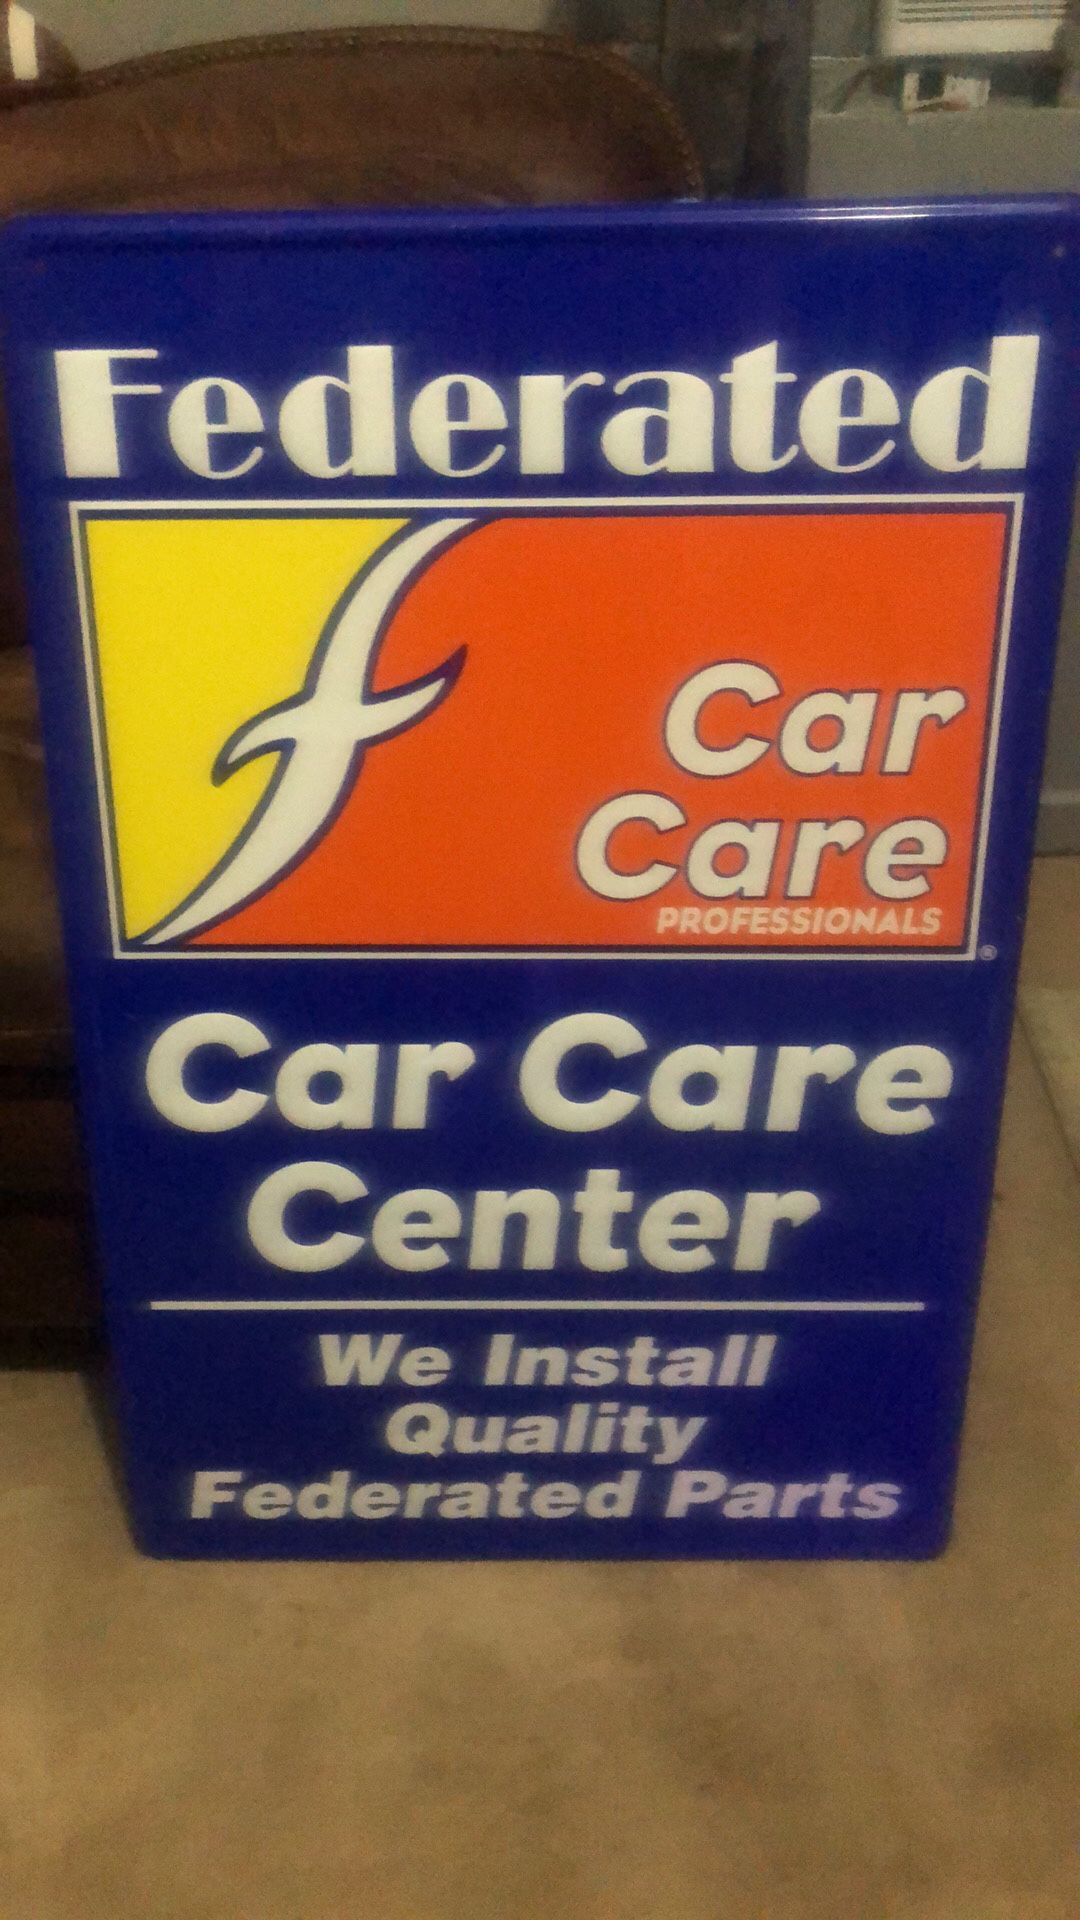 Federated
Car
Care
PROFESSIONALS
®
Car Care
Center
We Install
Quality
Federated Parts